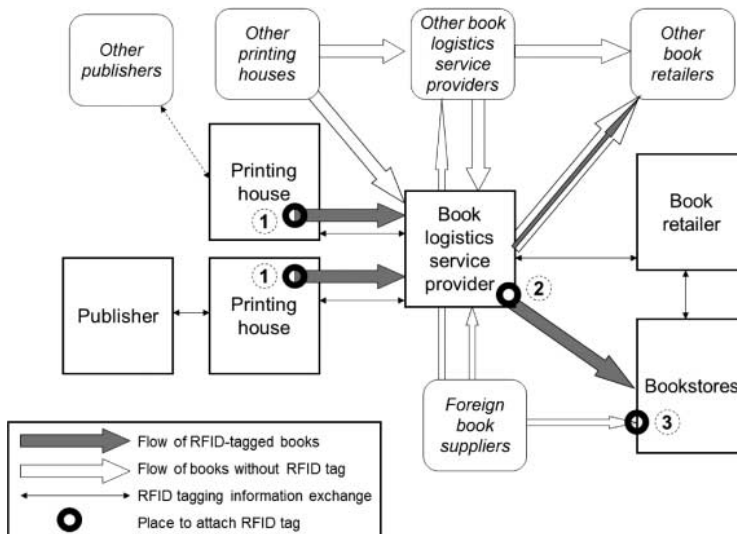 Other
publishers
Other
printing
houses
Other book
logistics
service
providers
Other
book
retailers
Printing
house
1
Book
logistics
service
provider
Book
retailer
Publisher
1
Printing
house
2
Foreign
book
suppliers
Bookstores
3
Flow of RFID-tagged books
Flow of books without RFID tag
RFID tagging information exchange
Place to attach RFID tag